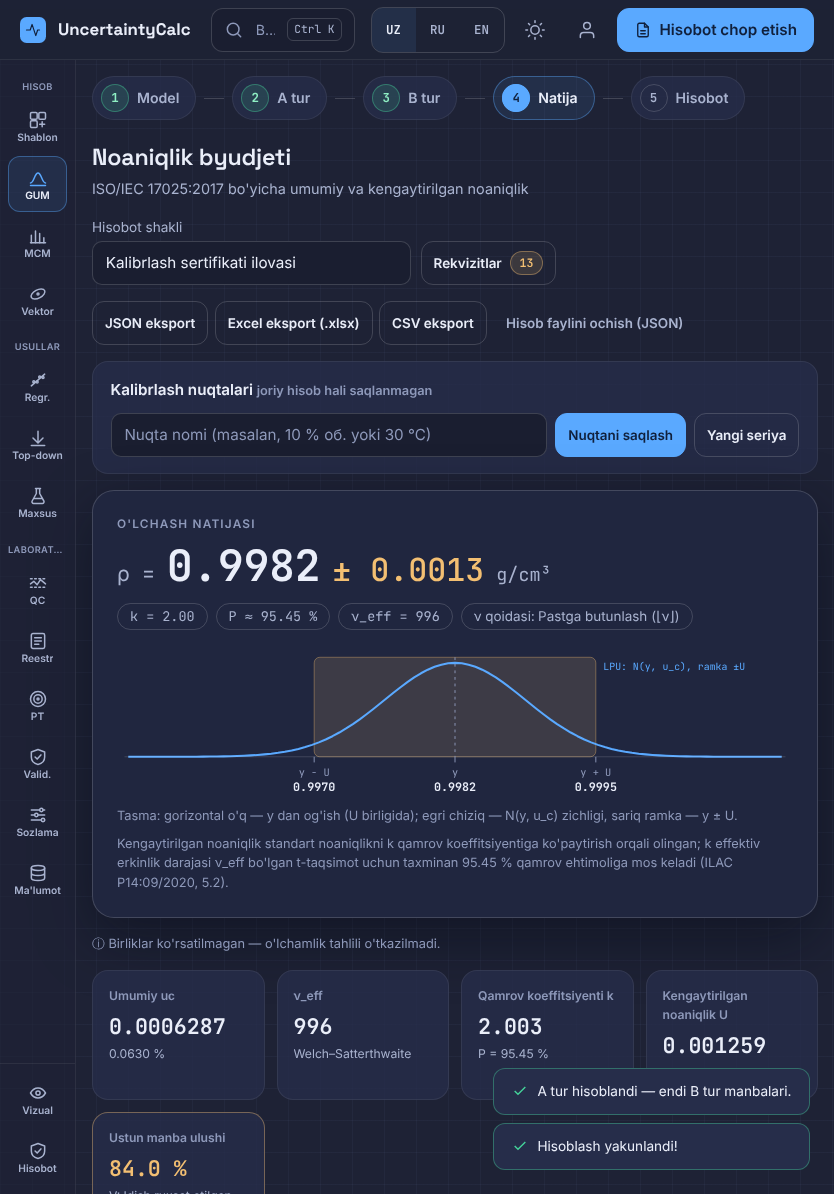 UncertaintyCalc
B... Ctrl K
UZ RU EN
Hisobot chop etish
HISOB
Shablon
GUM
MCM
Vektor
USULLAR
Regr.
Top-down
Maxsus
LABORAT...
QC
Reestr
PT
Valid.
Sozlama
Ma'lumot
Vizual
Hisobot
1 Model 2 A tur 3 B tur 4 Natija 5 Hisobot
Noaniqlik byudjeti
ISO/IEC 17025:2017 bo'yicha umumiy va kengaytirilgan noaniqlik
Hisobot shakli
Kalibrlash sertifikati ilovasi
Rekvizitlar 13
JSON eksport Excel eksport (.xlsx) CSV eksport Hisob faylini ochish (JSON)
Kalibrlash nuqtalari joriy hisob hali saqlanmagan
Nuqta nomi (masalan, 10 % об. yoki 30 °C)
Nuqtani saqlash Yangi seriya
O'LCHASH NATIJASI
ρ = 0.9982 ± 0.0013 g/cm³
k = 2.00 P ≈ 95.45 % ν_eff = 996 ν qoidasi: Pastga butunlash (⌊ν⌋)
LPU: N(y, u_c), ramka ±U
y - U y y + U
0.9970 0.9982 0.9995
Tasma: gorizontal o'q — y dan og'ish (U birligida); egri chiziq — N(y, u_c) zichligi, sariq ramka — y ± U.
Kengaytirilgan noaniqlik standart noaniqlikni k qamrov koeffitsiyentiga ko'paytirish orqali olingan; k effektiv
erkinlik darajasi ν_eff bo'lgan t-taqsimot uchun taxminan 95.45 % qamrov ehtimoliga mos keladi (ILAC
P14:09/2020, 5.2).
ⓘ Birliklar ko'rsatilmagan — o'lchamlik tahlili o'tkazilmadi.
Umumiy uc
0.0006287
0.0630 %
ν_eff
996
Welch–Satterthwaite
Qamrov koeffitsiyenti k
2.003
P = 95.45 %
Kengaytirilgan
noaniqlik U
0.001259
Ustun manba ulushi
84.0 %
A tur hisoblandi — endi B tur manbalari.
Hisoblash yakunlandi!